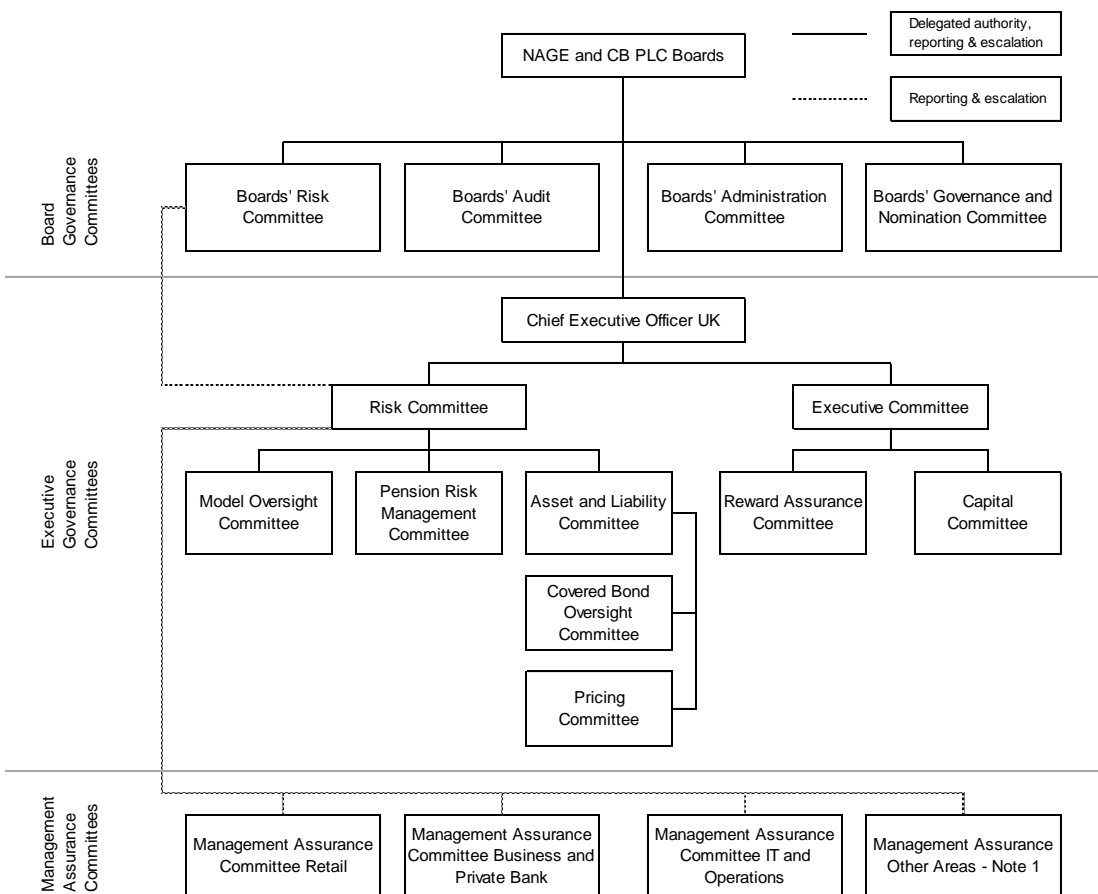 NAGE and CB PLC Boards
Delegated authority,
reporting & escalation
Reporting & escalation
Board
Governance
Committees
Boards' Risk
Committee
Boards' Audit
Committee
Boards' Administration
Committee
Boards' Governance and
Nomination Committee
Chief Executive Officer UK
Executive
Governance
Committees
Risk Committee
Executive Committee
Model Oversight
Committee
Pension Risk
Management
Committee
Asset and Liability
Committee
Reward Assurance
Committee
Capital
Committee
Covered Bond
Oversight
Committee
Pricing
Committee
Management
Assurance
Committees
Management Assurance
Committee Retail
Management Assurance
Committee Business and
Private Bank
Management Assurance
Committee IT and
Operations
Management Assurance
Other Areas - Note 1